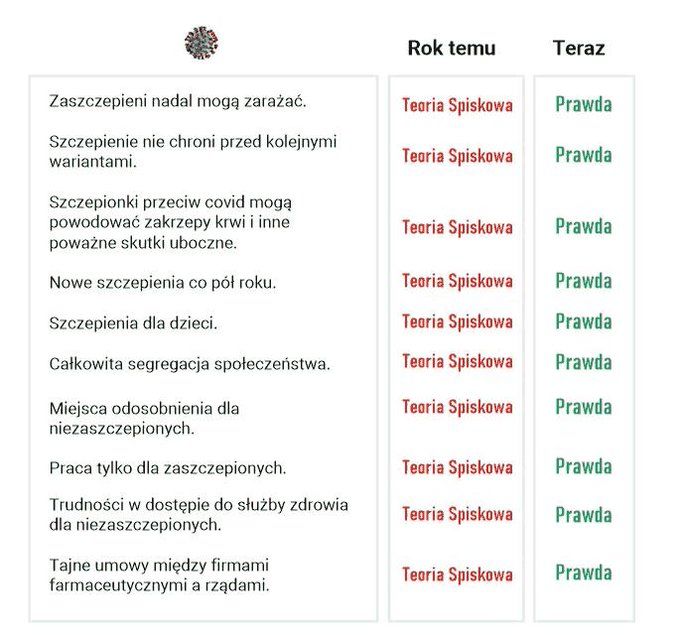 Rok temu Teraz
Zaszczepieni nadal mogą zarażać. Teoria Spiskowa Prawda
Szczepienie nie chroni przed kolejnymi
wariantami. Teoria Spiskowa Prawda
Szczepionki przeciw covid mogą
powodować zakrzepy krwi i inne
poważne skutki uboczne. Teoria Spiskowa Prawda
Nowe szczepienia co pół roku. Teoria Spiskowa Prawda
Szczepienia dla dzieci. Teoria Spiskowa Prawda
Całkowita segregacja społeczeństwa. Teoria Spiskowa Prawda
Miejsca odosobnienia dla
niezaszczepionych. Teoria Spiskowa Prawda
Praca tylko dla zaszczepionych. Teoria Spiskowa Prawda
Trudności w dostępie do służby zdrowia
dla niezaszczepionych. Teoria Spiskowa Prawda
Tajne umowy między firmami
farmaceutycznymi a rządami. Teoria Spiskowa Prawda